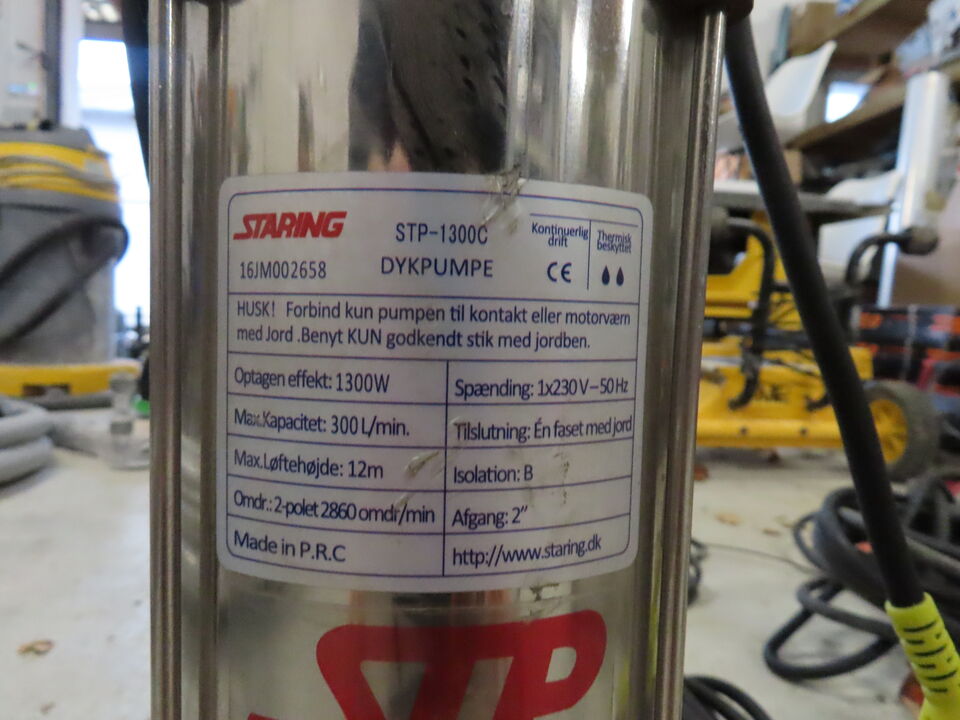 STARING
STP-1300C
Kontinuerlig
drift
Thermisk
beskyttet
16JM002658
DYKPUMPE
CE
HUSK! Forbind kun pumpen til kontakt eller motorværn
med Jord .Benyt KUN godkendt stik med jordben.
Optagen effekt: 1300W
Spænding: 1x230 V–50 Hz
Max.Kapacitet: 300 L/min.
Tilslutning: Én faset med jord
Max.Løftehøjde: 12m
Isolation: B
Omdr.: 2-polet 2860 omdr/min
Afgang: 2”
Made in P.R.C
http://www.staring.dk
STP